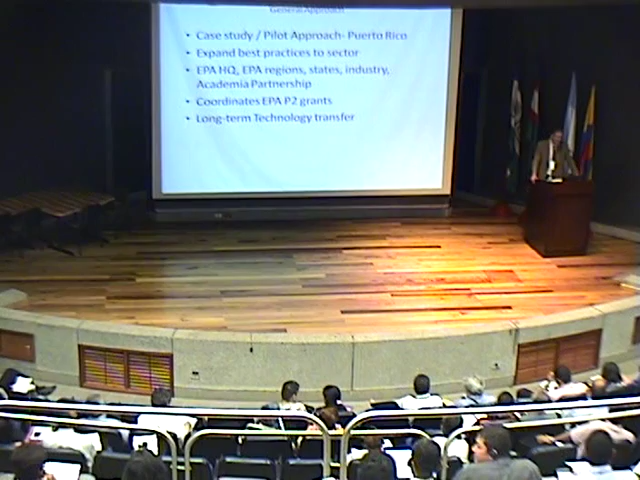 General Approach
• Case study / Pilot Approach- Puerto Rico
• Expand best practices to sector
• EPA HQ, EPA regions, states, industry,
Academia Partnership
• Coordinates EPA P2 grants
• Long-term Technology transfer